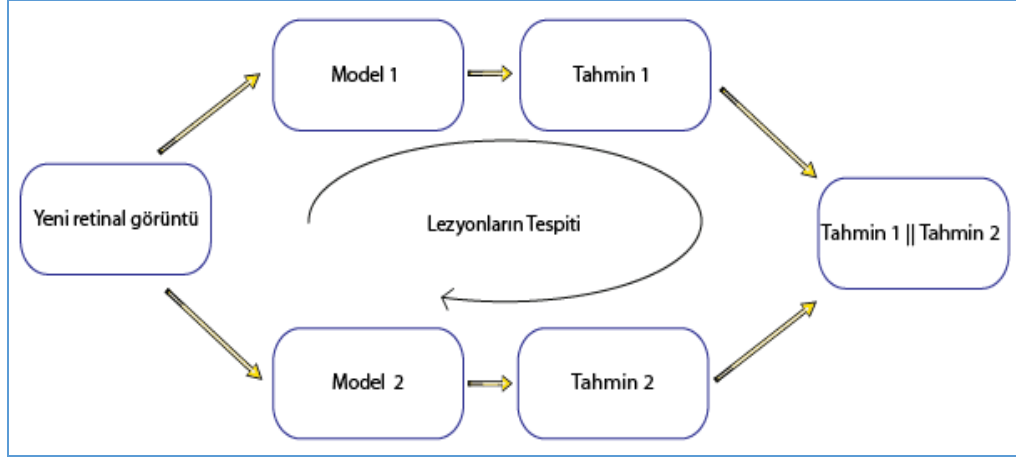 Model 1
Tahmin 1
Yeni retinal görüntü
Lezyonların Tespiti
Tahmin 1 || Tahmin 2
Model 2
Tahmin 2